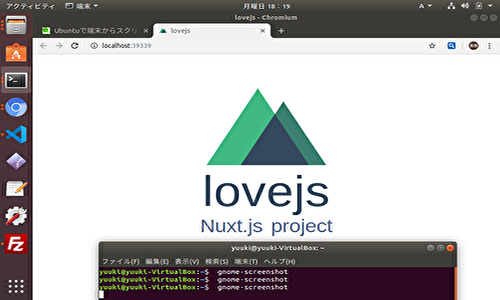 アクティビティ 端末▾ 月曜日 18：19 A▾
lovejs - Chromium
Ubuntuで端末からスクリ × lovejs × +
localhost:39339
lovejs
Nuxt.js project
yuuki@yuuki-VirtualBox: ~
ファイル(F) 編集(E) 表示(V) 検索(S) 端末(T) ヘルプ(H)
yuuki@yuuki-VirtualBox:~$ gnome-screenshot
yuuki@yuuki-VirtualBox:~$ gnome-screenshot
yuuki@yuuki-VirtualBox:~$ gnome-screenshot